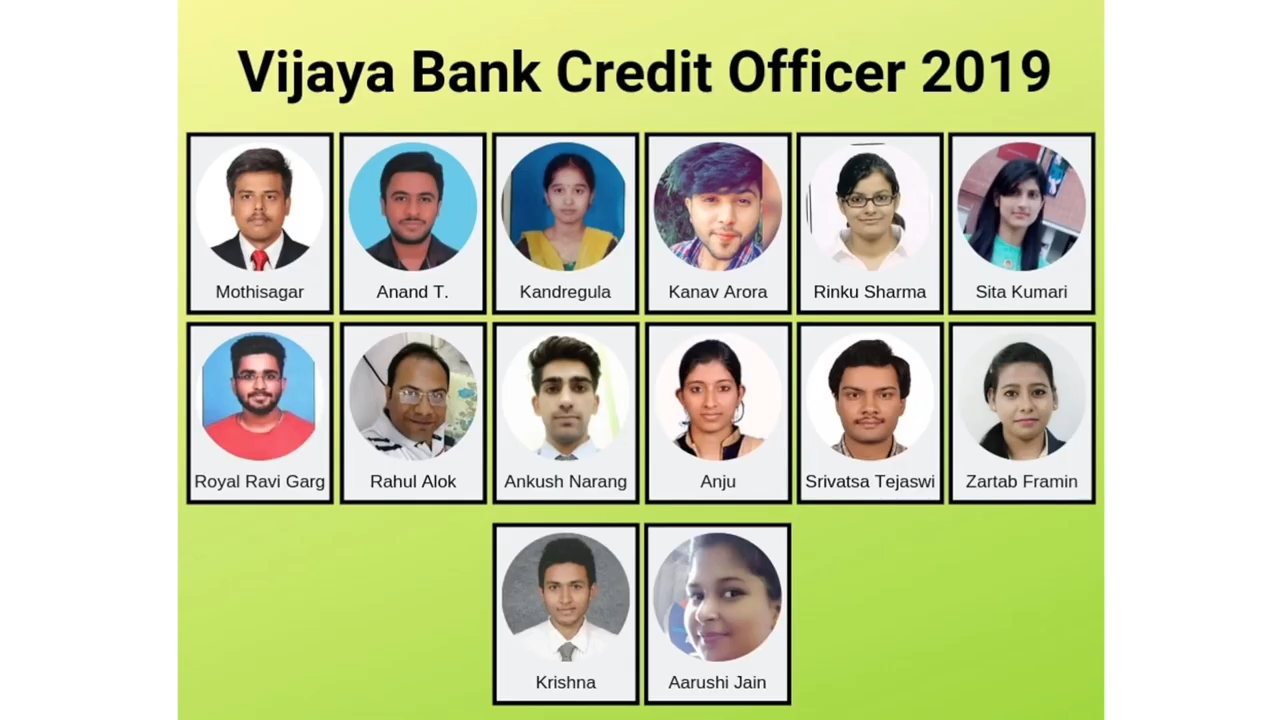 Vijaya Bank Credit Officer 2019
Mothisagar
Anand T.
Kandregula
Kanav Arora
Rinku Sharma
Sita Kumari
Royal Ravi Garg
Rahul Alok
Ankush Narang
Anju
Srivatsa Tejaswi
Zartab Framin
Krishna
Aarushi Jain